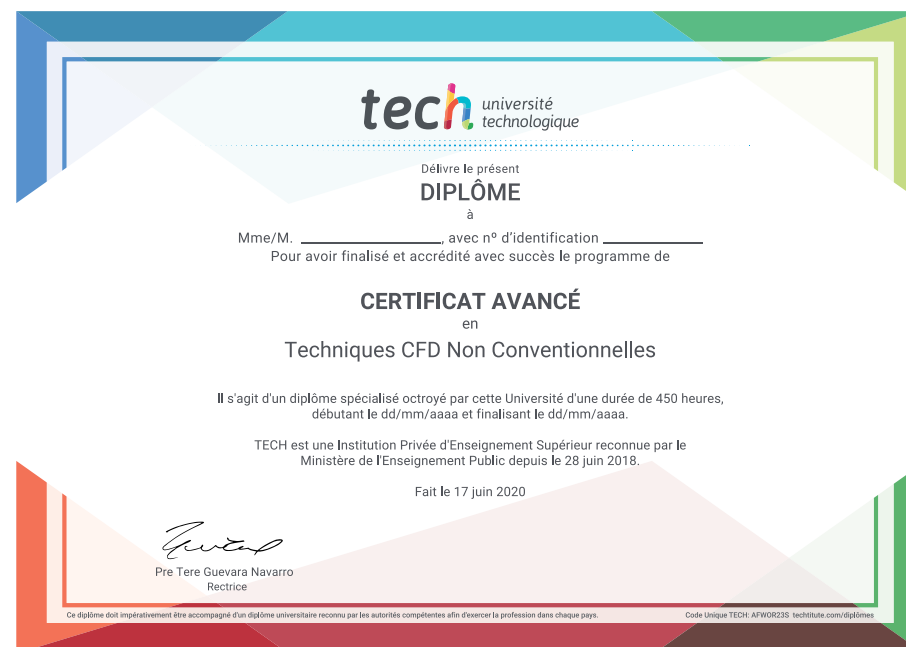 tech université
technologique
Délivre le présent
DIPLÔME
à
Mme/M. ____________________, avec nº d'identification ______________
Pour avoir finalisé et accrédité avec succès le programme de
CERTIFICAT AVANCÉ
en
Techniques CFD Non Conventionnelles
Il s'agit d'un diplôme spécialisé octroyé par cette Université d'une durée de 450 heures,
débutant le dd/mm/aaaa et finalisant le dd/mm/aaaa.
TECH est une Institution Privée d'Enseignement Supérieur reconnue par le
Ministère de l'Enseignement Public depuis le 28 juin 2018.
Fait le 17 juin 2020
Pre Tere Guevara Navarro
Rectrice
Ce diplôme doit impérativement être accompagné d'un diplôme universitaire reconnu par les autorités compétentes afin d'exercer la profession dans chaque pays.
Code Unique TECH: AFWOR23S techtitute.com/diplômes